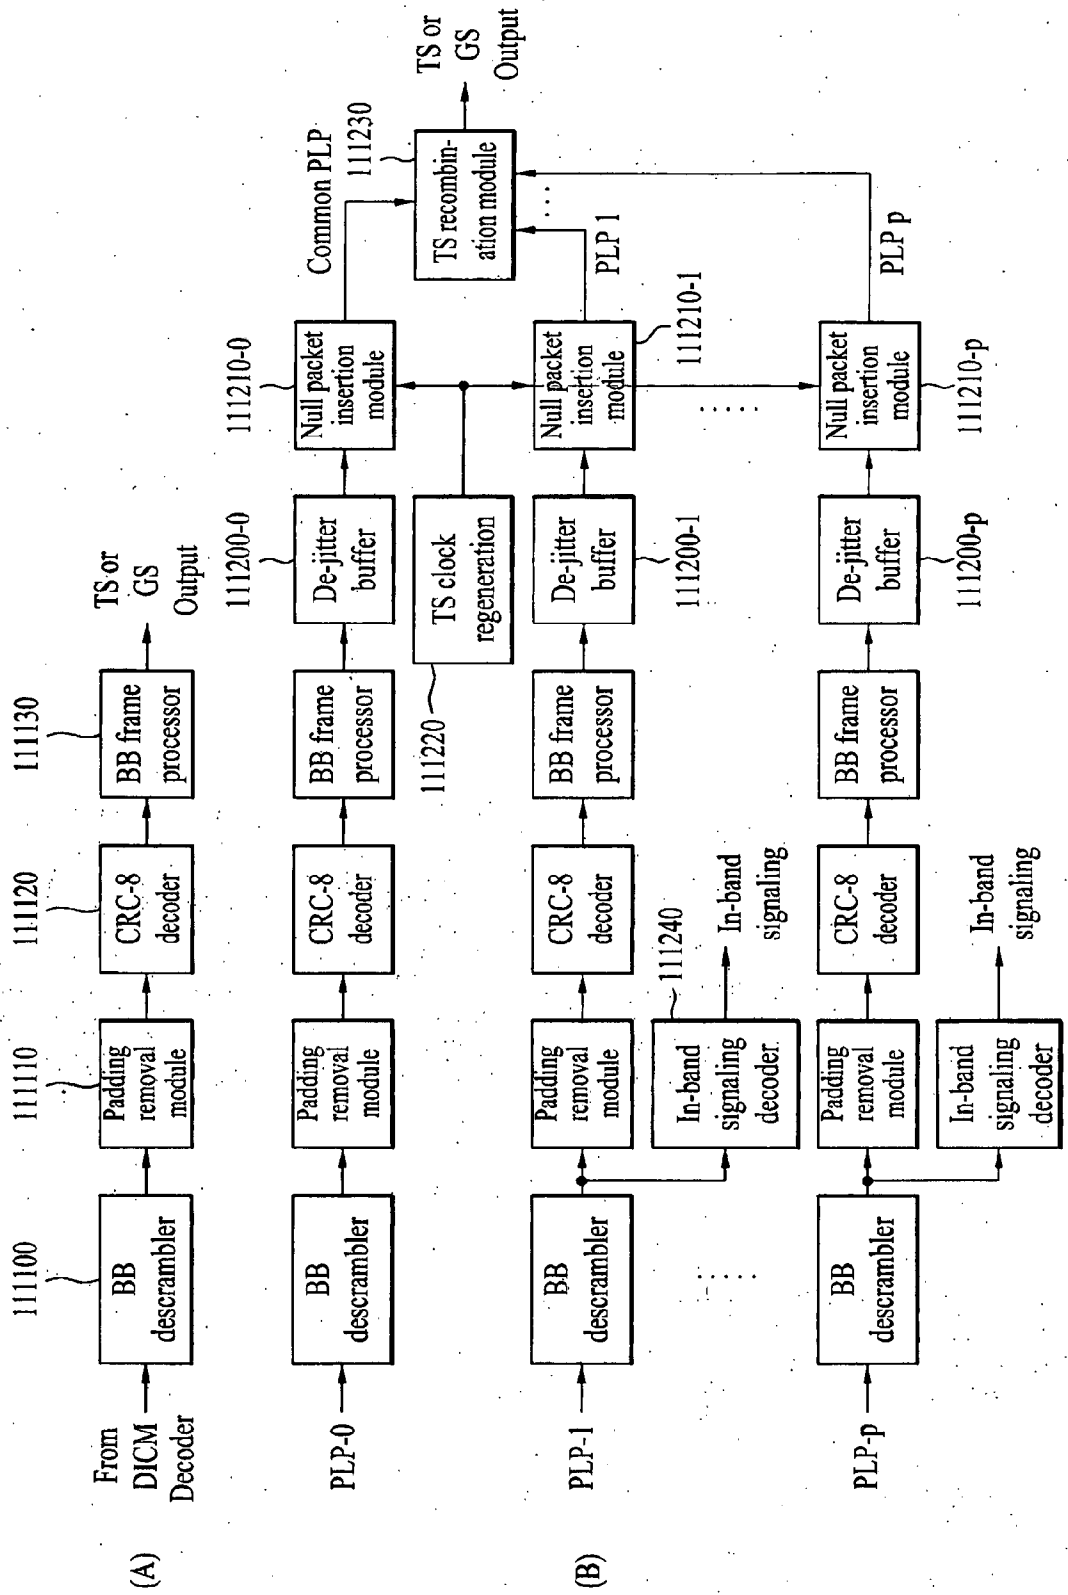 (A)
From
DICM
Decoder
111100
BB
descrambler
111110
Padding
removal
module
111120
CRC-8
decoder
111130
BB frame
processor
TS or
GS
Output
(B)
PLP-0
BB
descrambler
Padding
removal
module
CRC-8
decoder
BB frame
processor
111200-0
De-jitter
buffer
111210-0
Null packet
insertion
module
Common PLP
111220
TS clock
regeneration
111230
TS recombin-
ation module
TS or
GS
Output
PLP-1
BB
descrambler
Padding
removal
module
CRC-8
decoder
BB frame
processor
De-jitter
buffer
111200-1
Null packet
insertion
module
111210-1
PLP 1
In-band
signaling
decoder
111240
In-band
signaling
PLP-p
BB
descrambler
Padding
removal
module
CRC-8
decoder
BB frame
processor
De-jitter
buffer
111200-p
Null packet
insertion
module
111210-p
PLP p
In-band
signaling
decoder
In-band
signaling